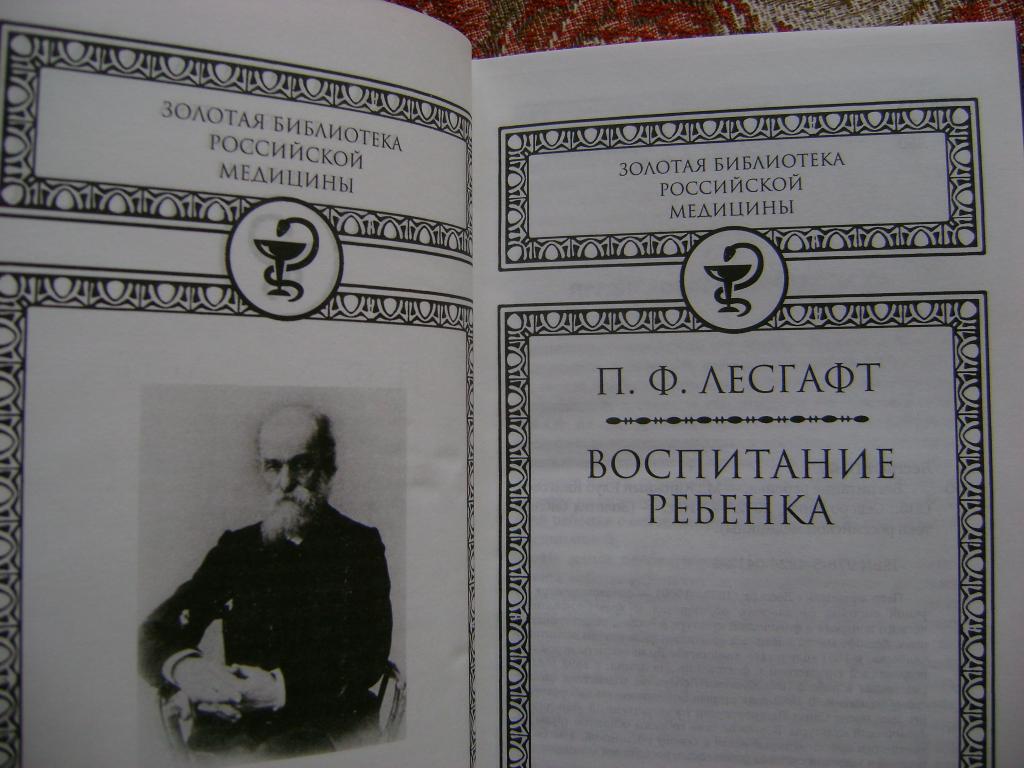 ЗОЛОТАЯ БИБЛИОТЕКА
РОССИЙСКОЙ
МЕДИЦИНЫ
ЗОЛОТАЯ БИБЛИОТЕКА
РОССИЙСКОЙ
МЕДИЦИНЫ
П. Ф. ЛЕСГАФТ
ВОСПИТАНИЕ
РЕБЕНКА